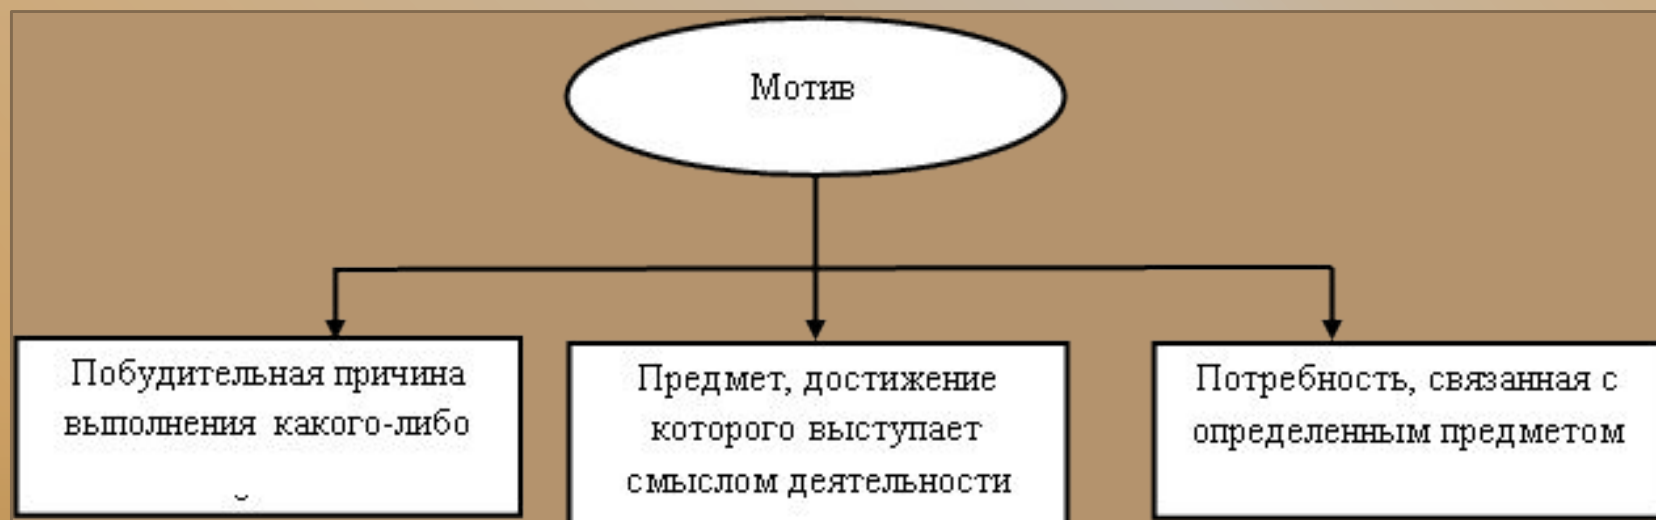 Мотив
Побудительная причина
выполнения какого-либо
Предмет, достижение
которого выступает
смыслом деятельности
Потребность, связанная с
определенным предметом